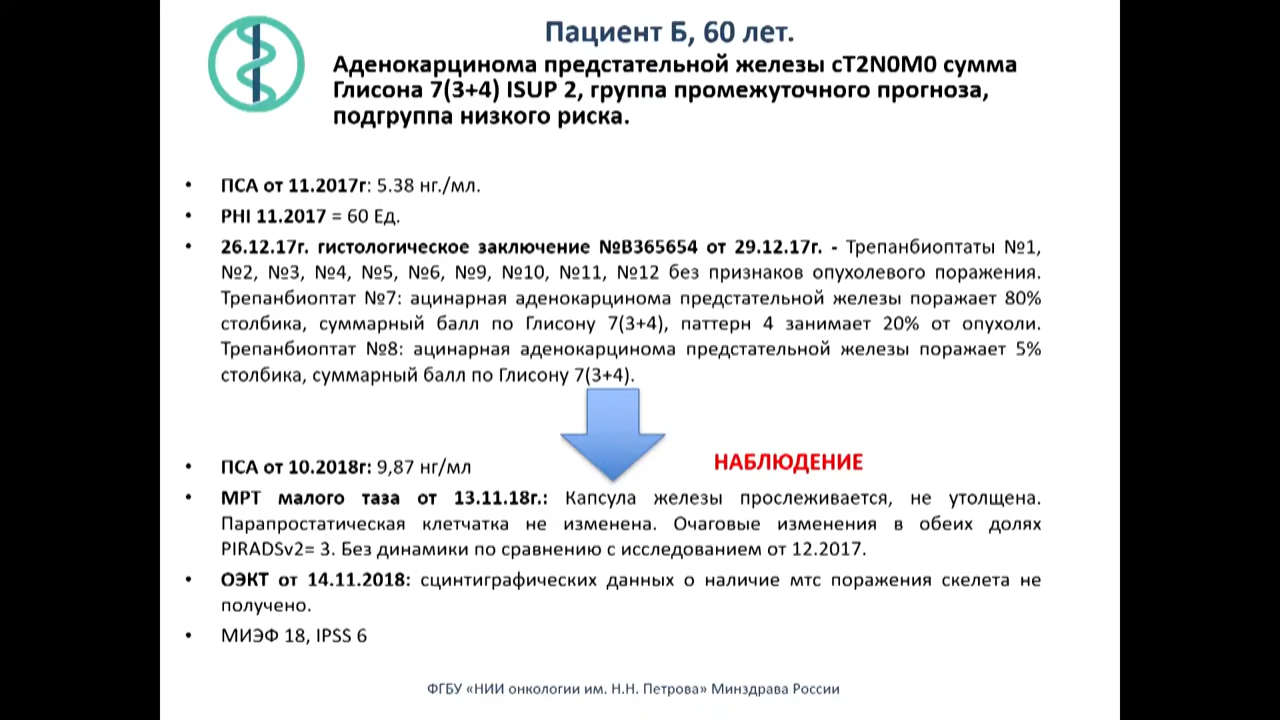 Пациент Б, 60 лет.
Аденокарцинома предстательной железы сT2N0M0 сумма
Глисона 7(3+4) ISUP 2, группа промежуточного прогноза,
подгруппа низкого риска.
• ПСА от 11.2017г: 5.38 нг./мл.
• PHI 11.2017 = 60 Ед.
• 26.12.17г. гистологическое заключение №В365654 от 29.12.17г. - Трепанбиоптаты №1,
№2, №3, №4, №5, №6, №9, №10, №11, №12 без признаков опухолевого поражения.
Трепанбиоптат №7: ацинарная аденокарцинома предстательной железы поражает 80%
столбика, суммарный балл по Глисону 7(3+4), паттерн 4 занимает 20% от опухоли.
Трепанбиоптат №8: ацинарная аденокарцинома предстательной железы поражает 5%
столбика, суммарный балл по Глисону 7(3+4).
НАБЛЮДЕНИЕ
• ПСА от 10.2018г: 9,87 нг/мл
• МРТ малого таза от 13.11.18г.: Капсула железы прослеживается, не утолщена.
Парапростатическая клетчатка не изменена. Очаговые изменения в обеих долях
PIRADSv2= 3. Без динамики по сравнению с исследованием от 12.2017.
• ОЭКТ от 14.11.2018: сцинтиграфических данных о наличие мтс поражения скелета не
получено.
• МИЭФ 18, IPSS 6
ФГБУ «НИИ онкологии им. Н.Н. Петрова» Минздрава России